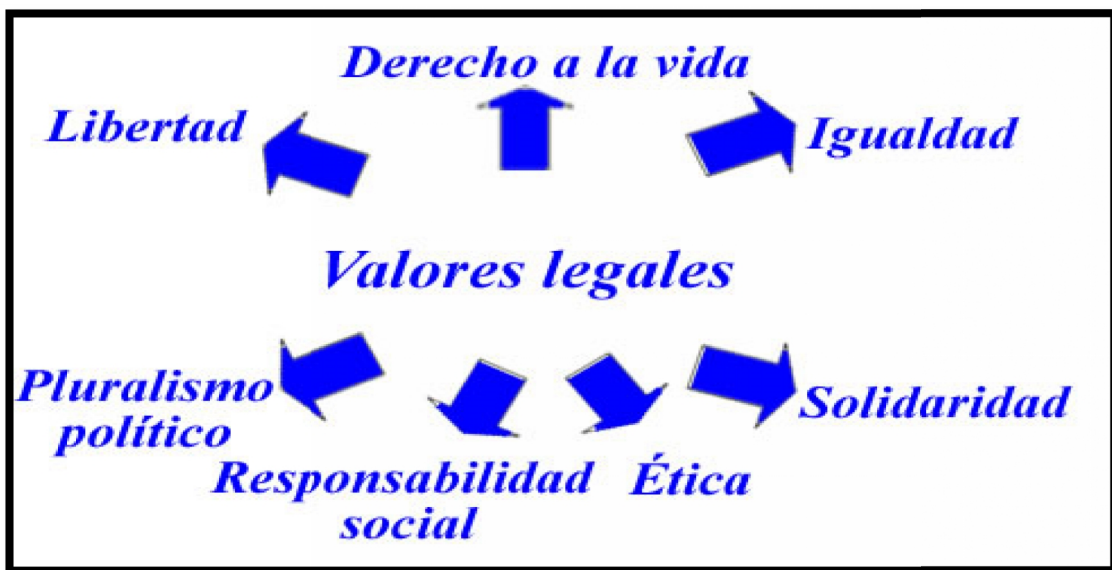 Derecho a la vida
Libertad
Igualdad
Valores legales
Pluralismo
político
Solidaridad
Responsabilidad
social
Ética